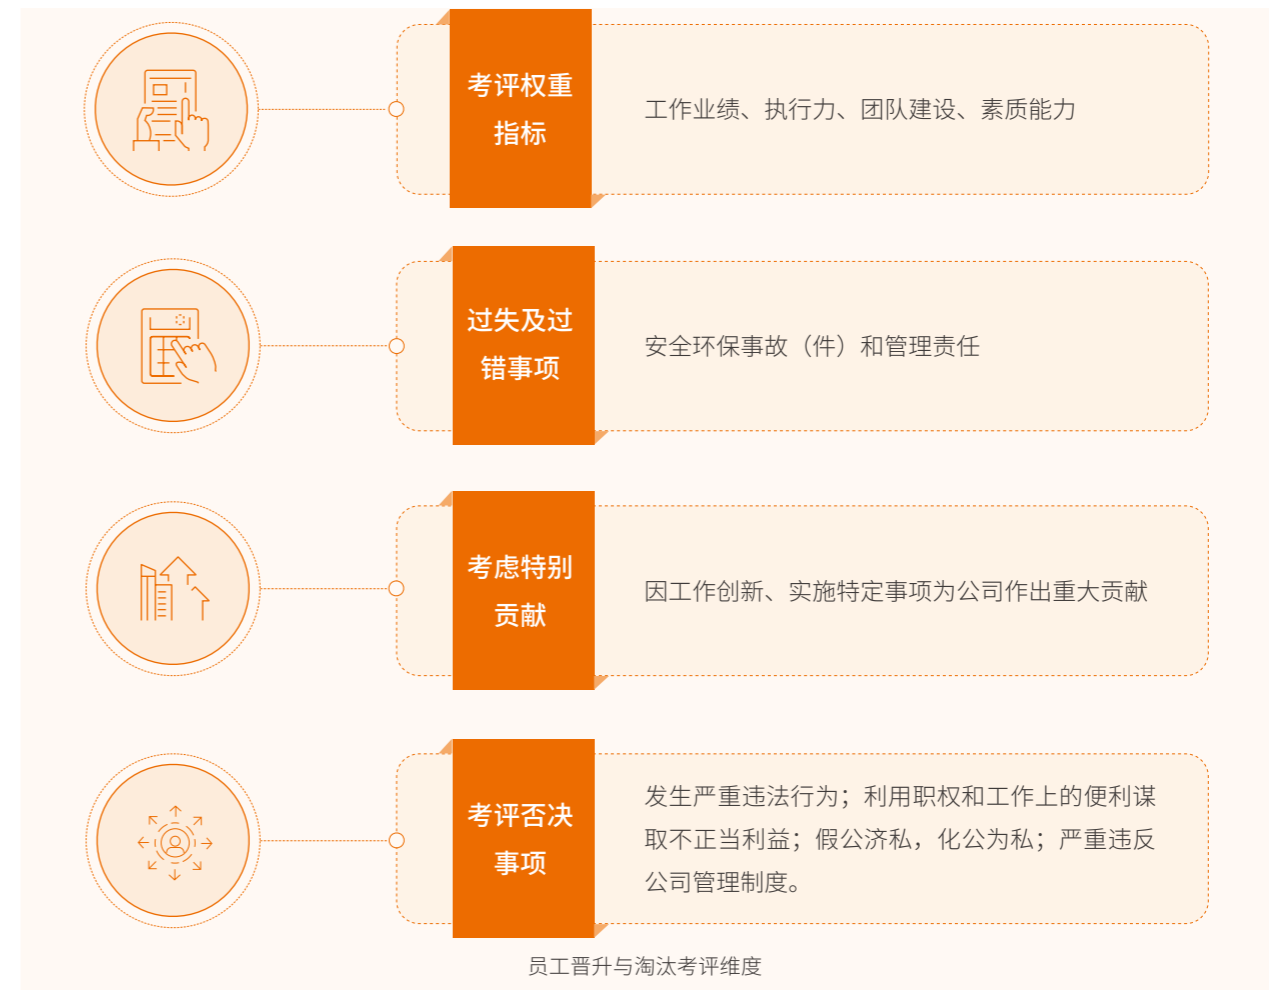 考评权重
指标
工作业绩、执行力、团队建设、素质能力
过失及过
错事项
安全环保事故（件）和管理责任
考虑特别
贡献
因工作创新、实施特定事项为公司作出重大贡献
考评否决
事项
发生严重违法行为；利用职权和工作上的便利谋
取不正当利益；假公济私，化公为私；严重违反
公司管理制度。
员工晋升与淘汰考评维度